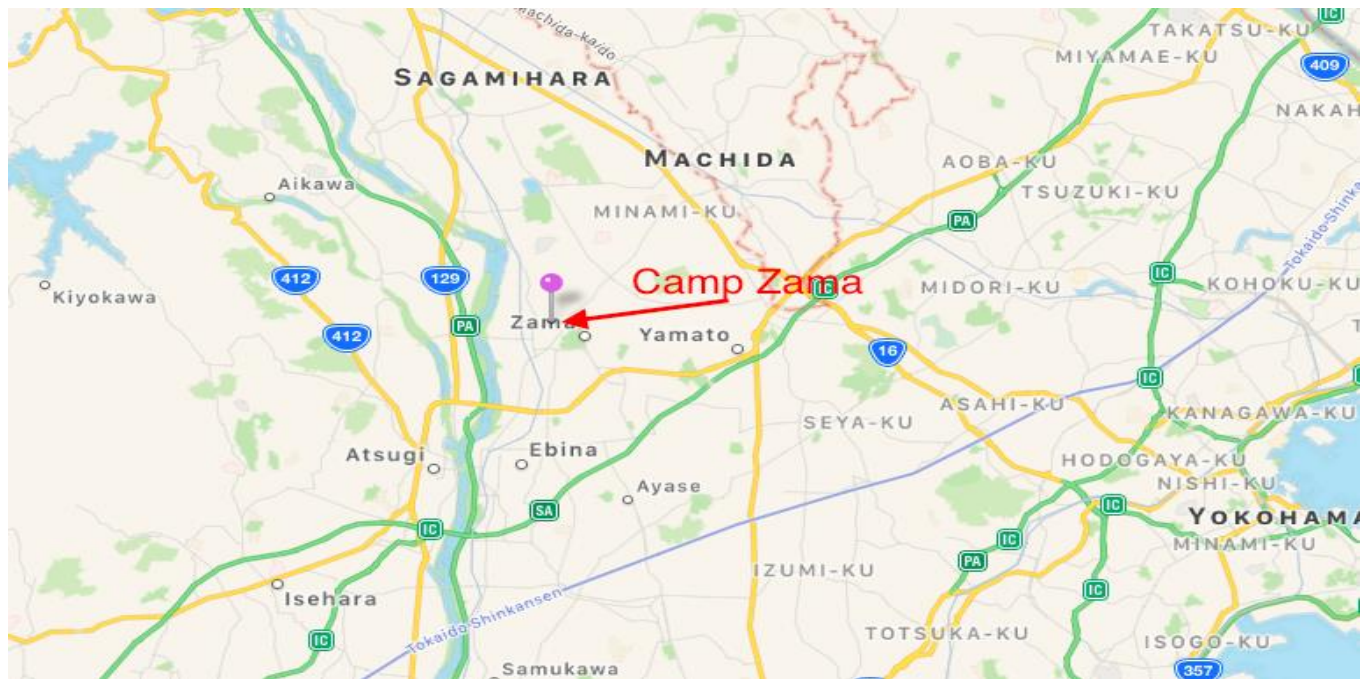 IC
TAKATSU-KU
Machida-kaido
MIYAMAE-KU
409
SAGAMIHARA
NAKAH
MACHIDA
AOBA-KU
Aikawa
TSUZUKI-KU
MINAMI-KU
PA
Tokaido Shinka
412
129
Camp Zama
IC
Kiyokawa
IC
MIDORI-KU
KOHOKU-KU
PA
Zama
412
Yamato
16
IC
ASAHI-KU
KANAGAWA-KU
SEYA-KU
Atsugi
Ebina
HODOGAYA-KU
Ayase
NISHI-KU
SA
IC
YOKOHAMA
IC
IC
MINAMI-KU
PA
IZUMI-KU
IC
Isehara
Tokaido Shinkansen
IC
TOTSUKA-KU
ISOGO-KU
Samukawa
357